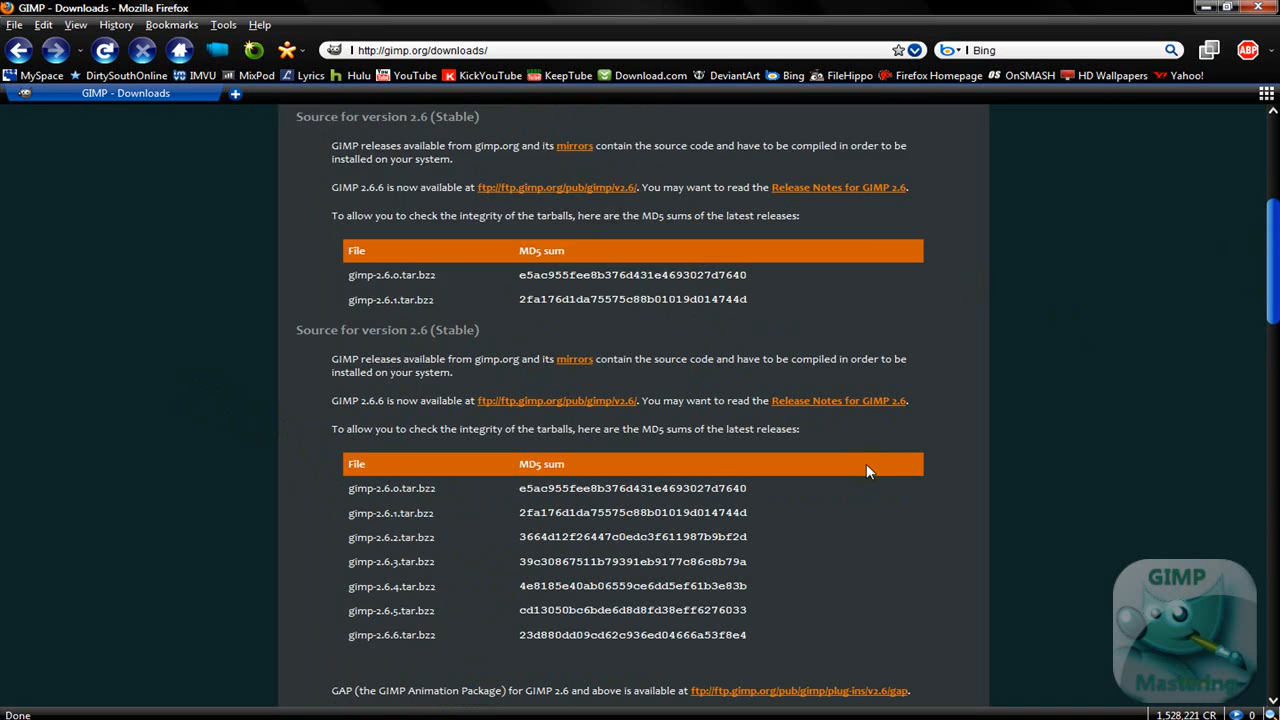 GIMP - Downloads - Mozilla Firefox
File Edit View History Bookmarks Tools Help
http://gimp.org/downloads/ Bing ABP
MySpace DirtySouthOnline IMVU MixPod Lyrics Hulu YouTube KickYouTube KeepTube Download.com DeviantArt Bing FileHippo Firefox Homepage OnSMASH HD Wallpapers Yahoo!
GIMP - Downloads
Source for version 2.6 (Stable)
GIMP releases available from gimp.org and its mirrors contain the source code and have to be compiled in order to be
installed on your system.
GIMP 2.6.6 is now available at ftp://ftp.gimp.org/pub/gimp/v2.6/. You may want to read the Release Notes for GIMP 2.6.
To allow you to check the integrity of the tarballs, here are the MD5 sums of the latest releases:
File MD5 sum
gimp-2.6.0.tar.bz2 e5ac955fee8b376d431e4693027d7640
gimp-2.6.1.tar.bz2 2fa176d1da75575c88b01019d014744d
Source for version 2.6 (Stable)
GIMP releases available from gimp.org and its mirrors contain the source code and have to be compiled in order to be
installed on your system.
GIMP 2.6.6 is now available at ftp://ftp.gimp.org/pub/gimp/v2.6/. You may want to read the Release Notes for GIMP 2.6.
To allow you to check the integrity of the tarballs, here are the MD5 sums of the latest releases:
File MD5 sum
gimp-2.6.0.tar.bz2 e5ac955fee8b376d431e4693027d7640
gimp-2.6.1.tar.bz2 2fa176d1da75575c88b01019d014744d
gimp-2.6.2.tar.bz2 3664d12f26447c0edc3f611987b9bf2d
gimp-2.6.3.tar.bz2 39c30867511b79391eb9177c86c8b79a
gimp-2.6.4.tar.bz2 4e8185e40ab06559ce6dd5ef61b3e83b
gimp-2.6.5.tar.bz2 cd13050bc6bde6d8d8fd38eff6276033
gimp-2.6.6.tar.bz2 23d880dd09cd62c936ed04666a53f8e4
GAP (the GIMP Animation Package) for GIMP 2.6 and above is available at ftp://ftp.gimp.org/pub/gimp/plug-ins/v2.6/gap.
GIMP
Mastering
Done 1,528,221 CR 0